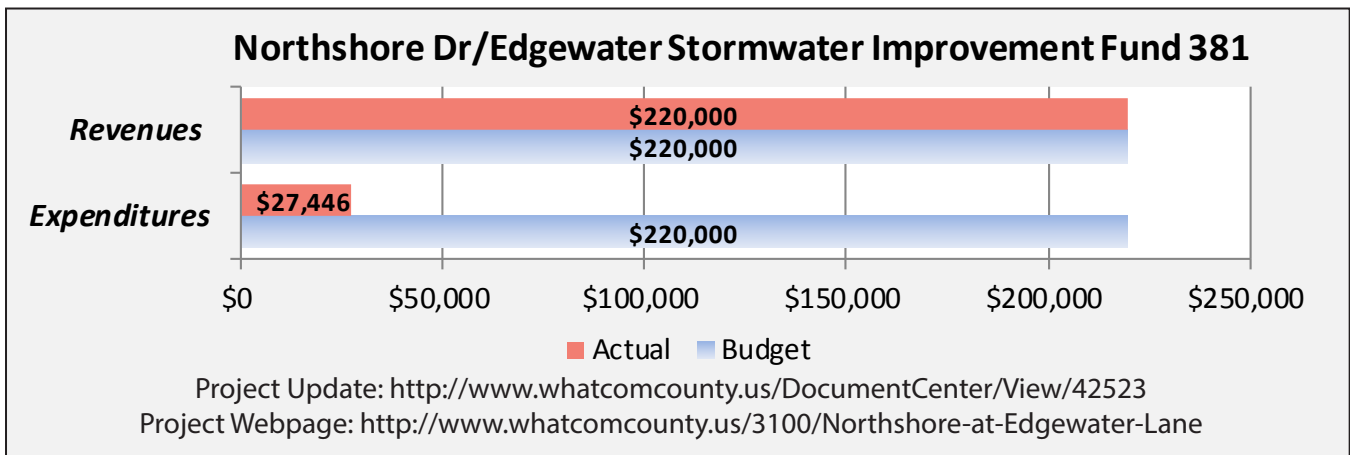 Northshore Dr/Edgewater Stormwater Improvement Fund 381
Revenues
$220,000
$220,000
Expenditures
$27,446
$220,000
$0 $50,000 $100,000 $150,000 $200,000 $250,000
Actual Budget
Project Update: http://www.whatcomcounty.us/DocumentCenter/View/42523
Project Webpage: http://www.whatcomcounty.us/3100/Northshore-at-Edgewater-Lane